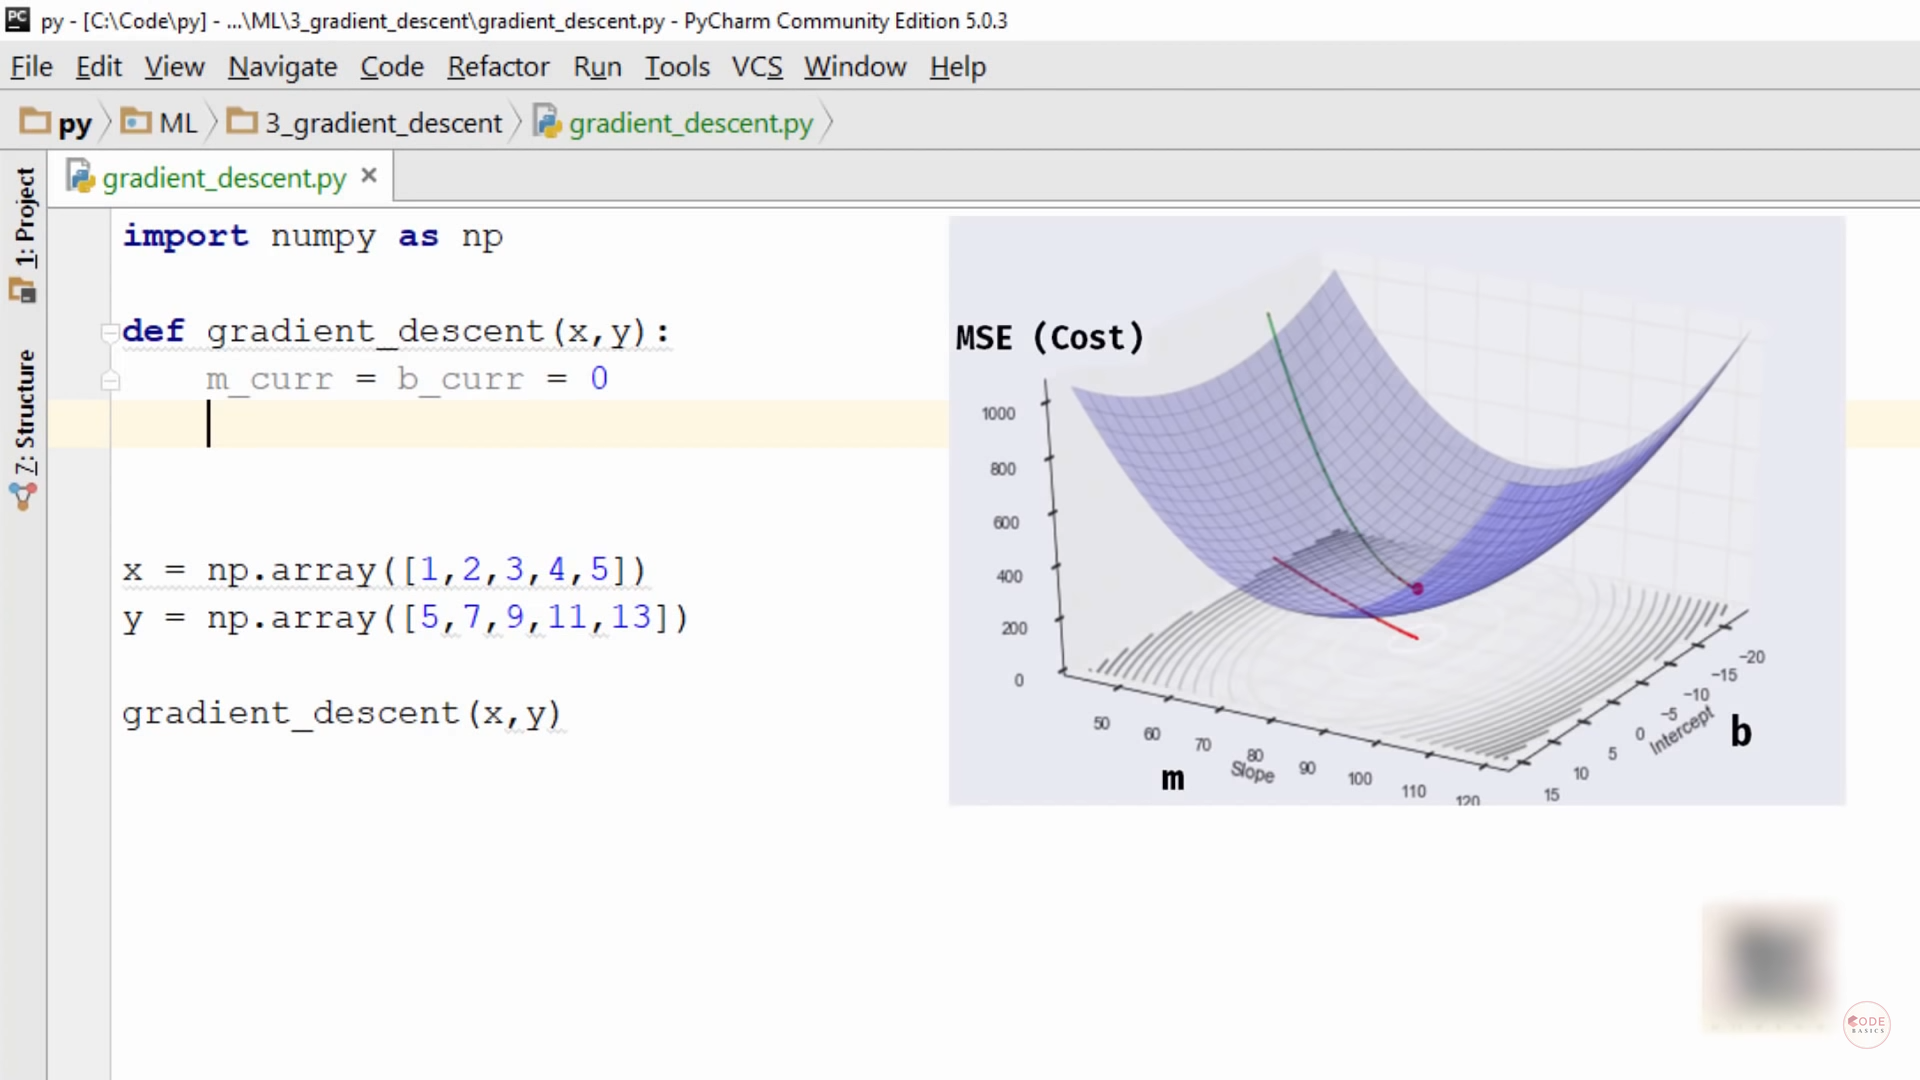 py - [C:\Code\py] - ...\ML\3_gradient_descent\gradient_descent.py - PyCharm Community Edition 5.0.3
File Edit View Navigate Code Refactor Run Tools VCS Window Help
py ML 3_gradient_descent gradient_descent.py
1: Project
7: Structure
gradient_descent.py
import numpy as np
def gradient_descent(x,y):
    m_curr = b_curr = 0
x = np.array([1,2,3,4,5])
y = np.array([5,7,9,11,13])
gradient_descent(x,y)
MSE (Cost)
1000
800
600
400
200
0
50 60 70 80 90 100 110 120
Slope
m
15 10 5 0 -5 -10 -15 -20
Intercept
b
CODE
BASICS